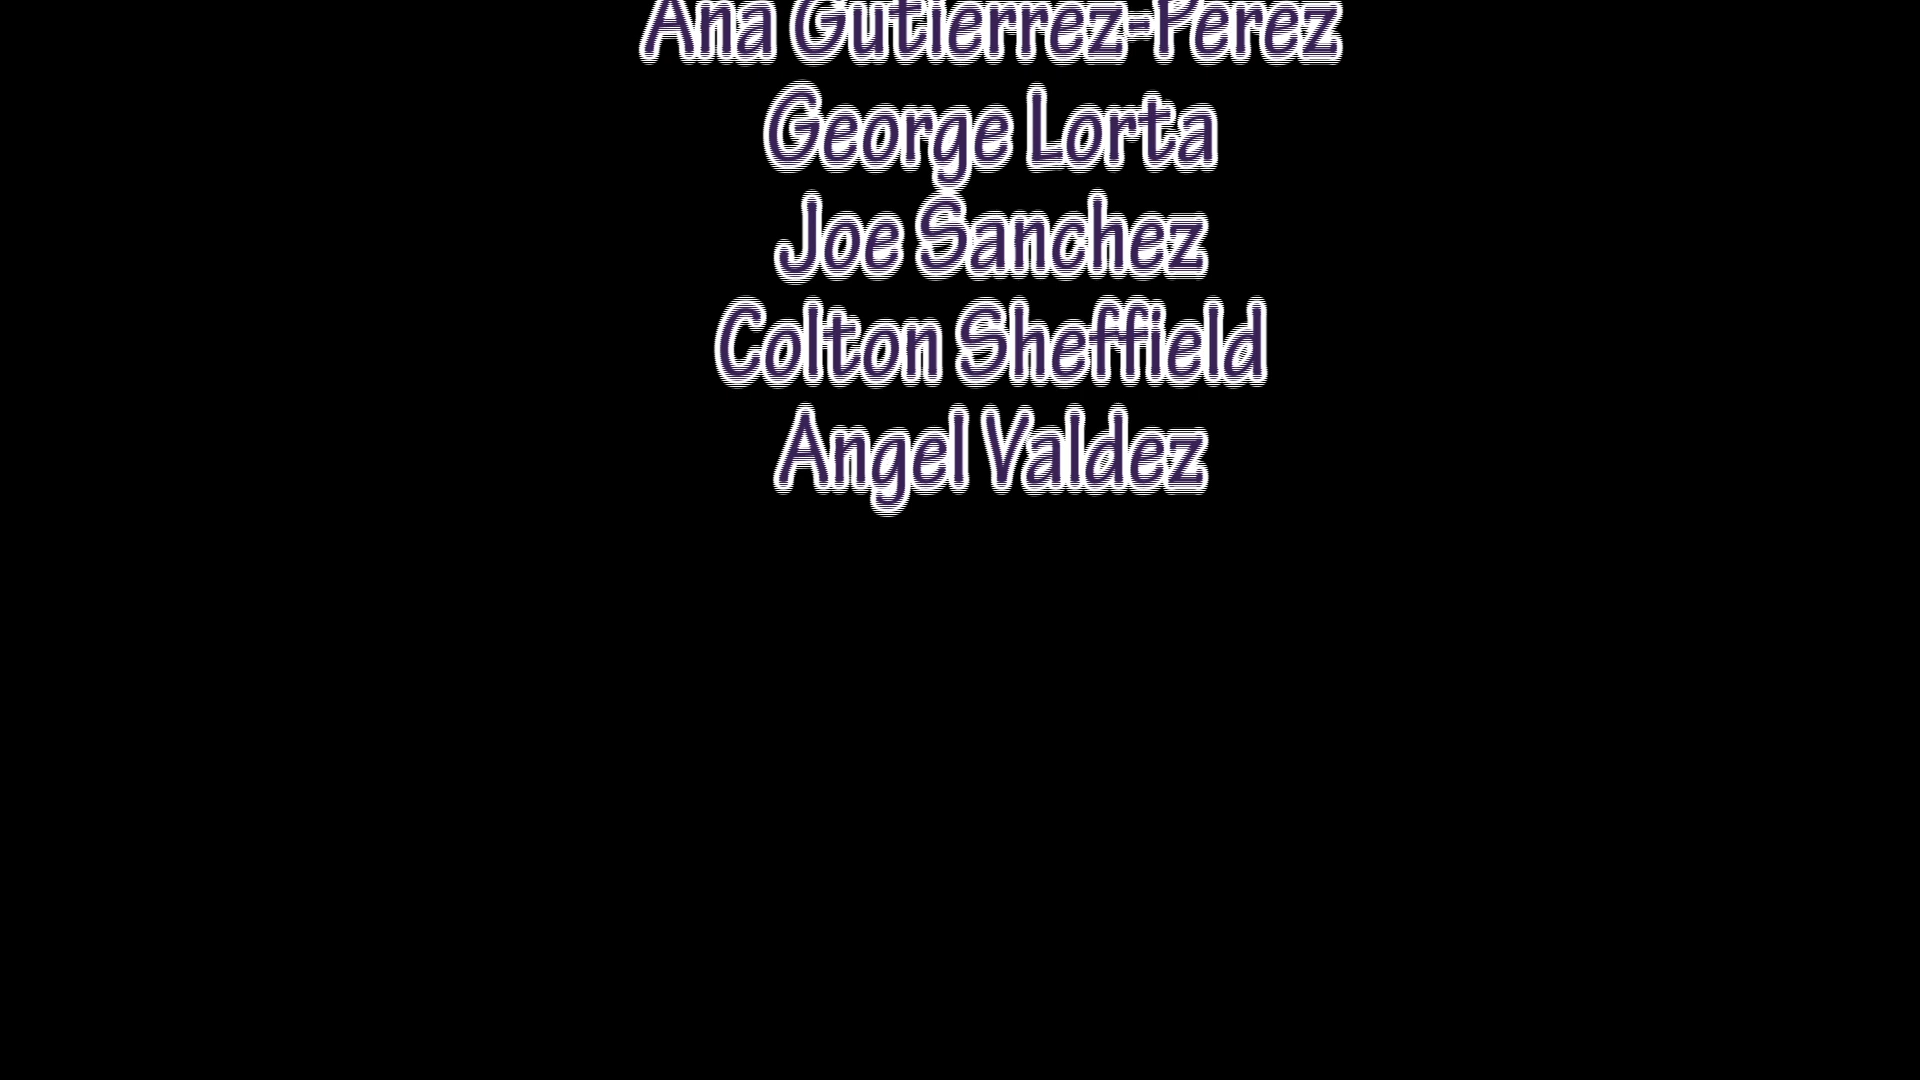 Ana Gutierrez-Perez
George Lorta
Joe Sanchez
Colton Sheffield
Angel Valdez